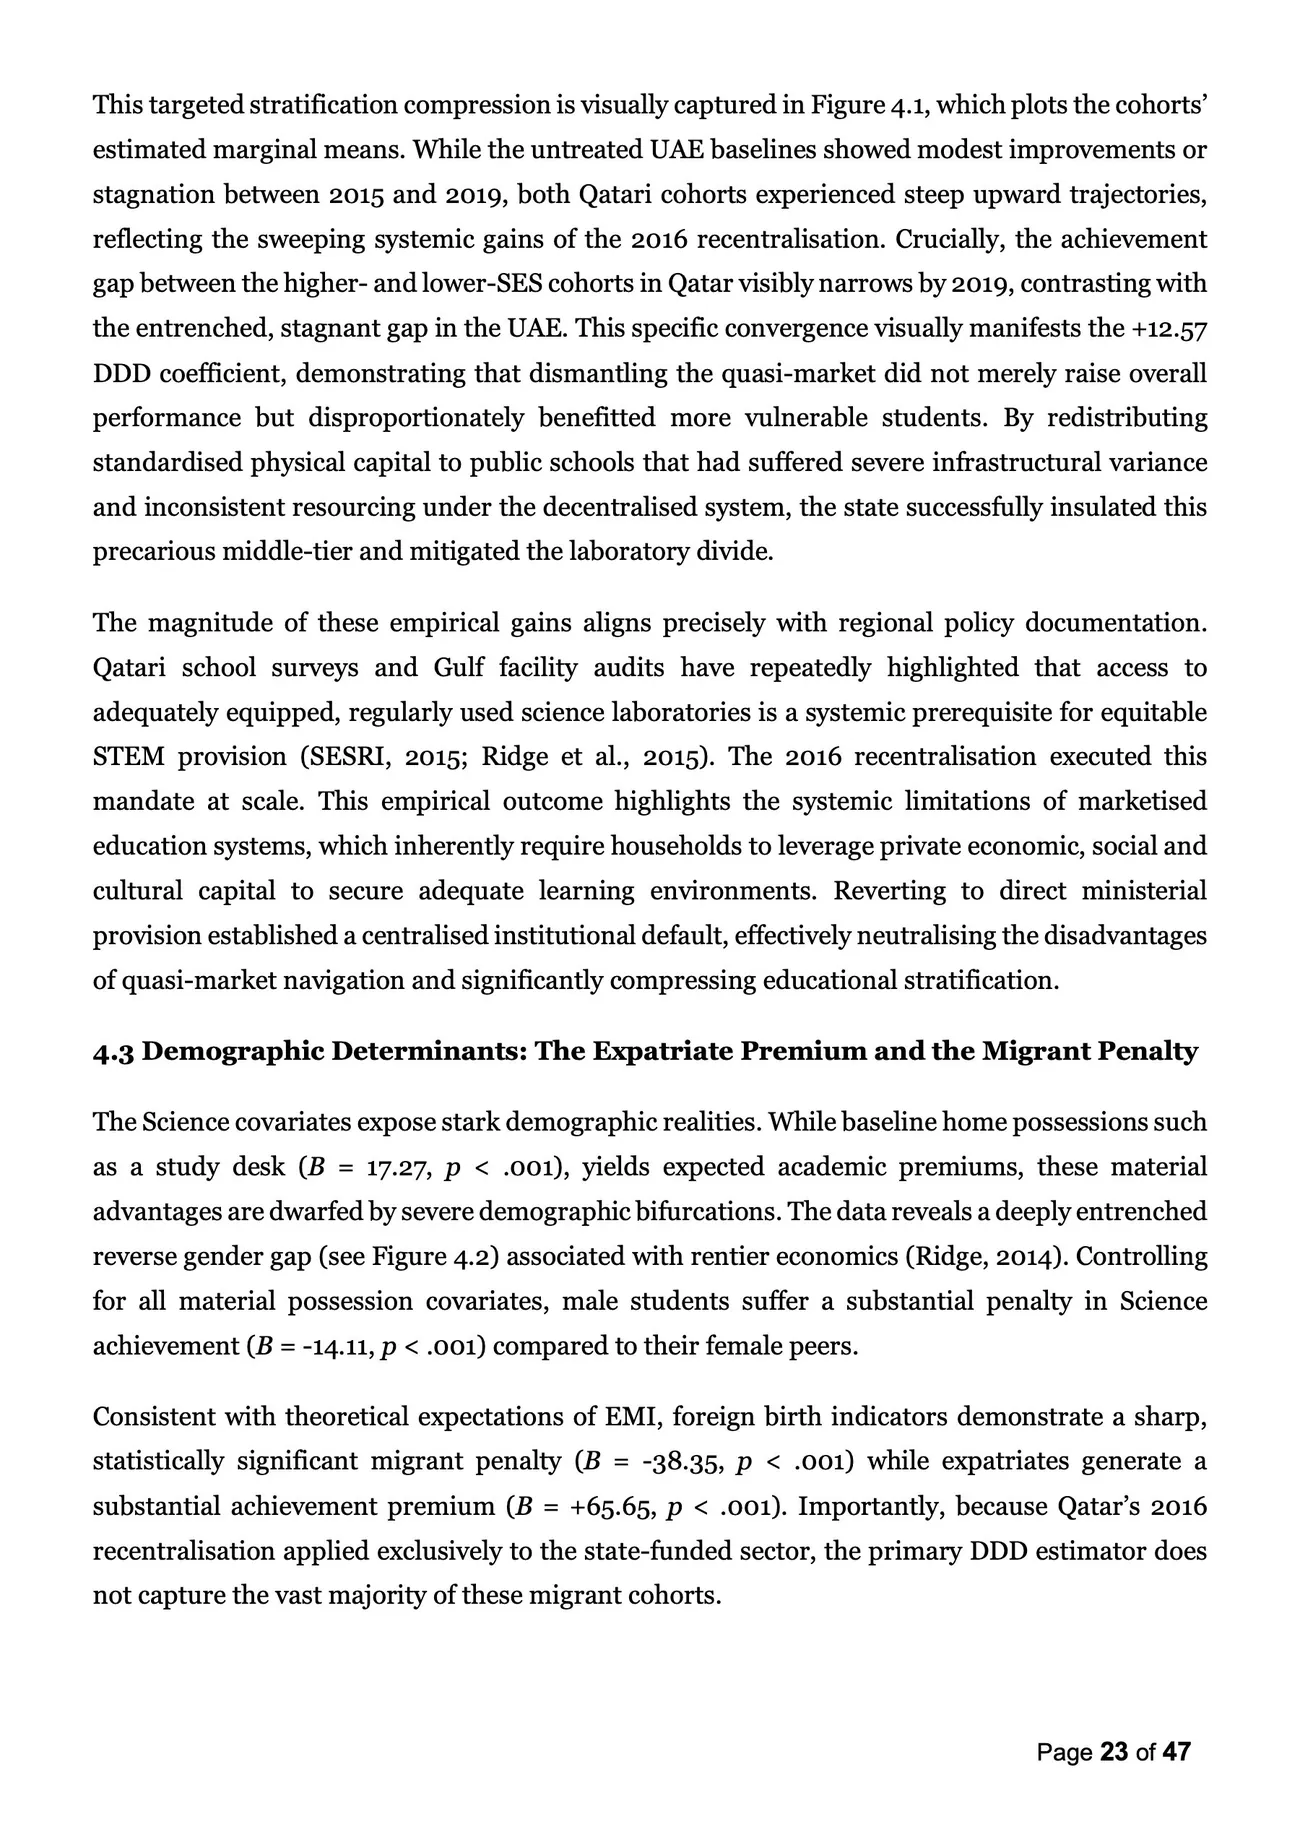 This targeted stratification compression is visually captured in Figure 4.1, which plots the cohorts’
estimated marginal means. While the untreated UAE baselines showed modest improvements or
stagnation between 2015 and 2019, both Qatari cohorts experienced steep upward trajectories,
reflecting the sweeping systemic gains of the 2016 recentralisation. Crucially, the achievement
gap between the higher- and lower-SES cohorts in Qatar visibly narrows by 2019, contrasting with
the entrenched, stagnant gap in the UAE. This specific convergence visually manifests the +12.57
DDD coefficient, demonstrating that dismantling the quasi-market did not merely raise overall
performance but disproportionately benefitted more vulnerable students. By redistributing
standardised physical capital to public schools that had suffered severe infrastructural variance
and inconsistent resourcing under the decentralised system, the state successfully insulated this
precarious middle-tier and mitigated the laboratory divide.
The magnitude of these empirical gains aligns precisely with regional policy documentation.
Qatari school surveys and Gulf facility audits have repeatedly highlighted that access to
adequately equipped, regularly used science laboratories is a systemic prerequisite for equitable
STEM provision (SESRI, 2015; Ridge et al., 2015). The 2016 recentralisation executed this
mandate at scale. This empirical outcome highlights the systemic limitations of marketised
education systems, which inherently require households to leverage private economic, social and
cultural capital to secure adequate learning environments. Reverting to direct ministerial
provision established a centralised institutional default, effectively neutralising the disadvantages
of quasi-market navigation and significantly compressing educational stratification.
4.3 Demographic Determinants: The Expatriate Premium and the Migrant Penalty
The Science covariates expose stark demographic realities. While baseline home possessions such
as a study desk (B = 17.27, p < .001), yields expected academic premiums, these material
advantages are dwarfed by severe demographic bifurcations. The data reveals a deeply entrenched
reverse gender gap (see Figure 4.2) associated with rentier economics (Ridge, 2014). Controlling
for all material possession covariates, male students suffer a substantial penalty in Science
achievement (B = -14.11, p < .001) compared to their female peers.
Consistent with theoretical expectations of EMI, foreign birth indicators demonstrate a sharp,
statistically significant migrant penalty (B = -38.35, p < .001) while expatriates generate a
substantial achievement premium (B = +65.65, p < .001). Importantly, because Qatar’s 2016
recentralisation applied exclusively to the state-funded sector, the primary DDD estimator does
not capture the vast majority of these migrant cohorts.
Page 23 of 47